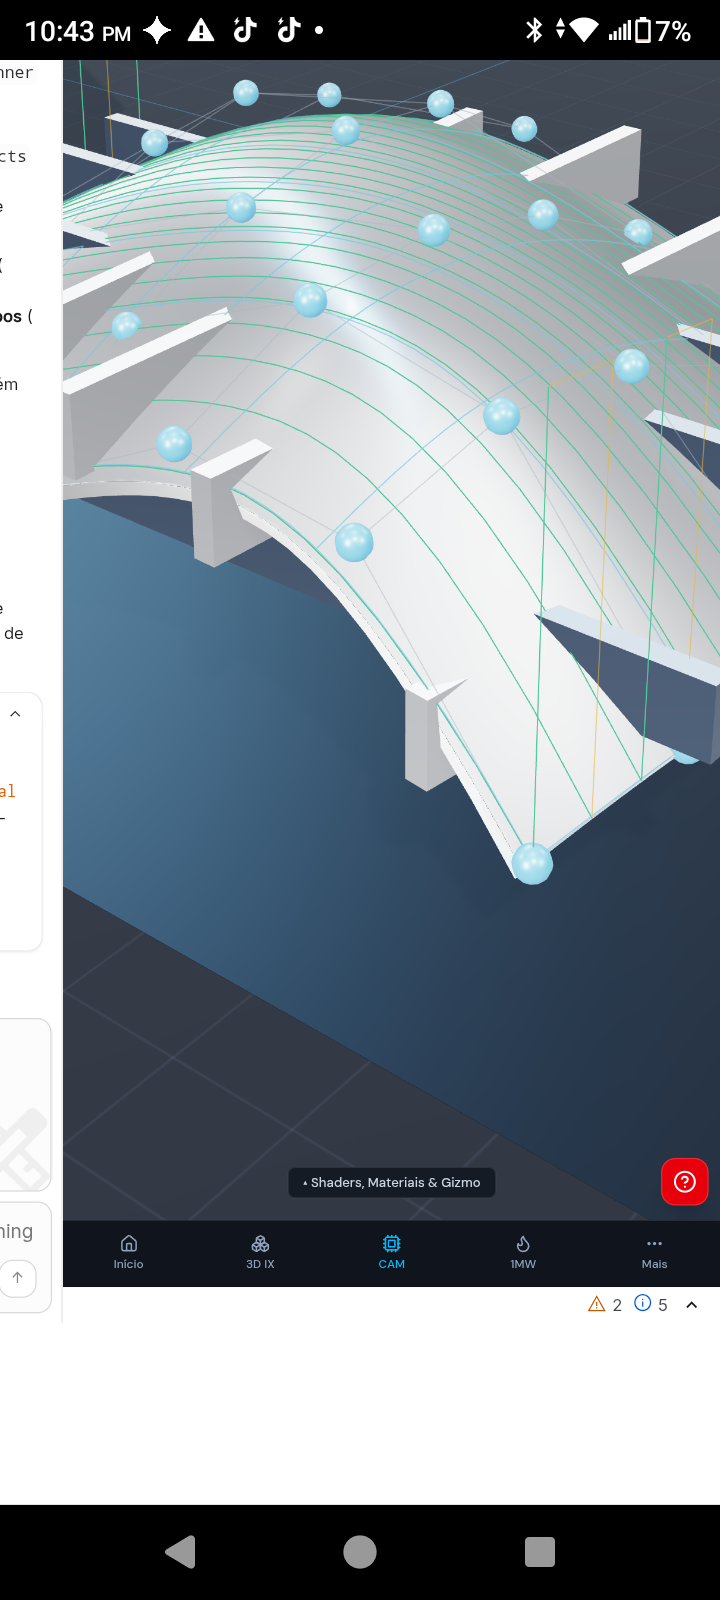 10:43 PM
7%
nner
cts
e
(
pos (
ém
e
de
al
-
ning
Shaders, Materiais & Gizmo
Início
3D IX
CAM
1MW
Mais
2
5